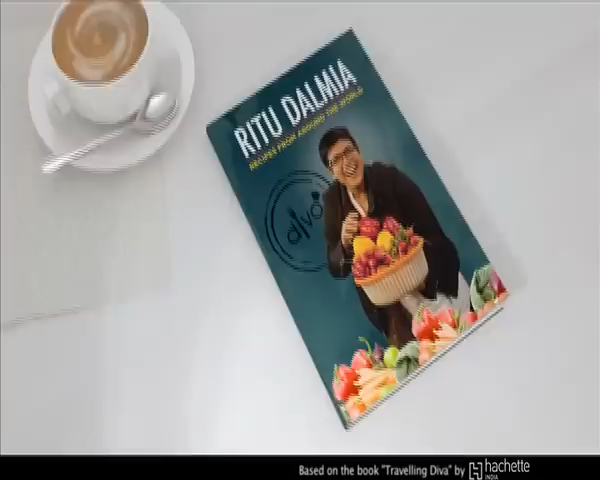 RITU DALMIA
RECIPES FROM AROUND THE WORLD
diva
Based on the book "Travelling Diva" by hachette
INDIA